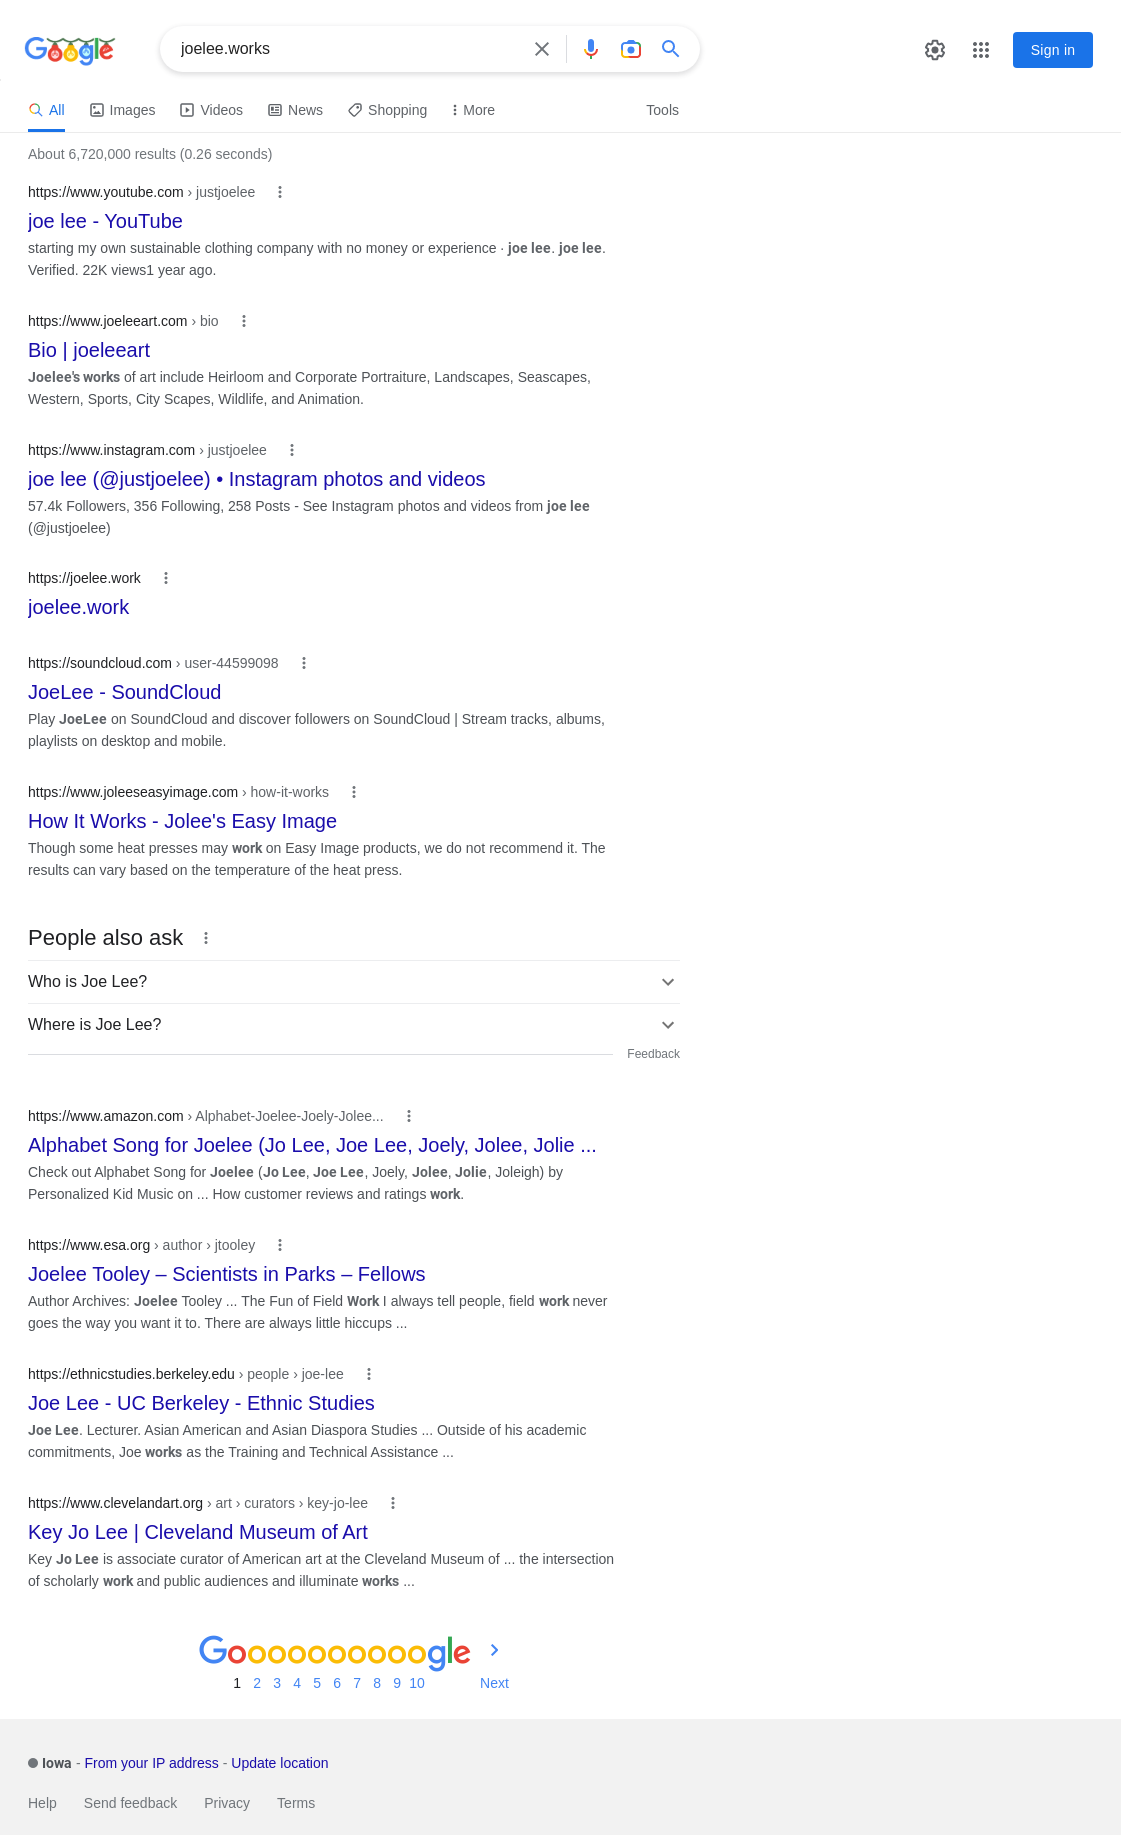 Google
joelee.works
Sign in
All Images Videos News Shopping More Tools
About 6,720,000 results (0.26 seconds)
https://www.youtube.com › justjoelee
joe lee - YouTube
starting my own sustainable clothing company with no money or experience · joe lee. joe lee.
Verified. 22K views1 year ago.
https://www.joeleeart.com › bio
Bio | joeleeart
Joelee's works of art include Heirloom and Corporate Portraiture, Landscapes, Seascapes,
Western, Sports, City Scapes, Wildlife, and Animation.
https://www.instagram.com › justjoelee
joe lee (@justjoelee) • Instagram photos and videos
57.4k Followers, 356 Following, 258 Posts - See Instagram photos and videos from joe lee
(@justjoelee)
https://joelee.work
joelee.work
https://soundcloud.com › user-44599098
JoeLee - SoundCloud
Play JoeLee on SoundCloud and discover followers on SoundCloud | Stream tracks, albums,
playlists on desktop and mobile.
https://www.joleeseasyimage.com › how-it-works
How It Works - Jolee's Easy Image
Though some heat presses may work on Easy Image products, we do not recommend it. The
results can vary based on the temperature of the heat press.
People also ask
Who is Joe Lee?
Where is Joe Lee?
Feedback
https://www.amazon.com › Alphabet-Joelee-Joely-Jolee...
Alphabet Song for Joelee (Jo Lee, Joe Lee, Joely, Jolee, Jolie ...
Check out Alphabet Song for Joelee (Jo Lee, Joe Lee, Joely, Jolee, Jolie, Joleigh) by
Personalized Kid Music on ... How customer reviews and ratings work.
https://www.esa.org › author › jtooley
Joelee Tooley – Scientists in Parks – Fellows
Author Archives: Joelee Tooley ... The Fun of Field Work I always tell people, field work never
goes the way you want it to. There are always little hiccups ...
https://ethnicstudies.berkeley.edu › people › joe-lee
Joe Lee - UC Berkeley - Ethnic Studies
Joe Lee. Lecturer. Asian American and Asian Diaspora Studies ... Outside of his academic
commitments, Joe works as the Training and Technical Assistance ...
https://www.clevelandart.org › art › curators › key-jo-lee
Key Jo Lee | Cleveland Museum of Art
Key Jo Lee is associate curator of American art at the Cleveland Museum of ... the intersection
of scholarly work and public audiences and illuminate works ...
Goooooooooogle
1 2 3 4 5 6 7 8 9 10 Next
Iowa - From your IP address - Update location
Help Send feedback Privacy Terms